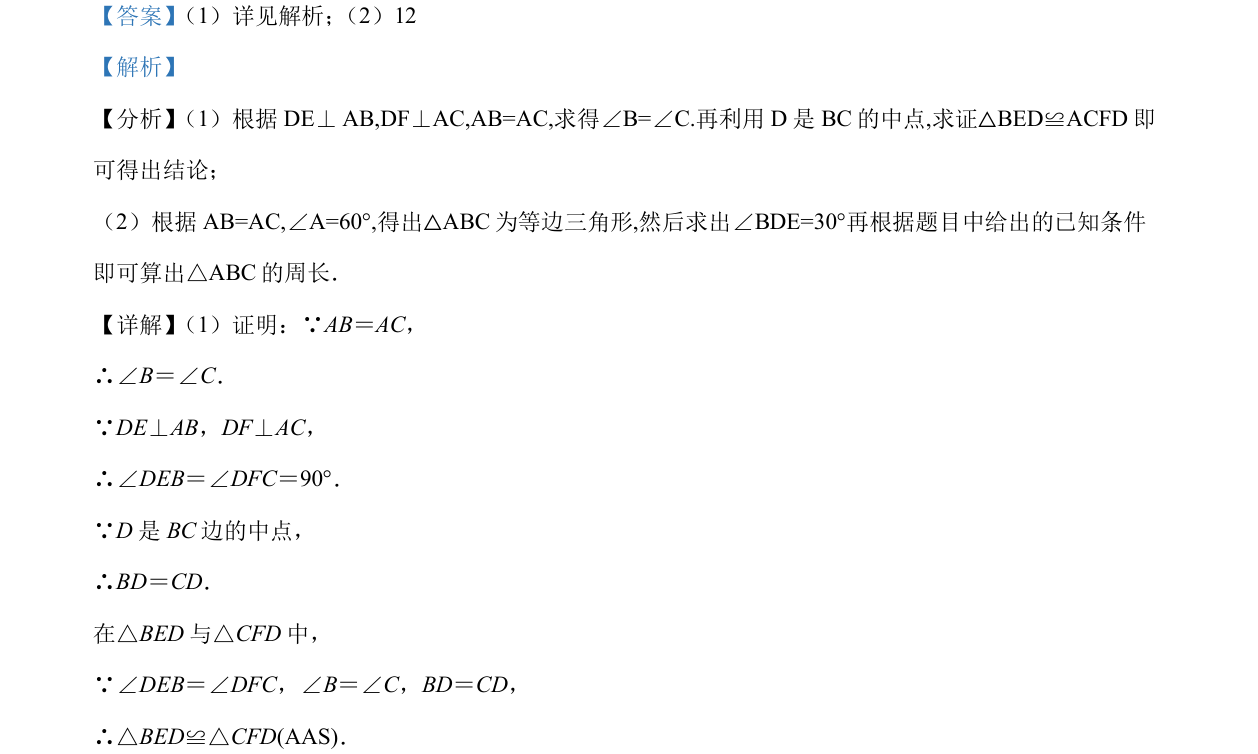 【答案】（1）详见解析；（2）12
【解析】
【分析】（1）根据 DE⊥ AB,DF⊥AC,AB=AC,求得∠B=∠C.再利用 D 是 BC 的中点,求证△BED≌ACFD 即
可得出结论；
（2）根据 AB=AC,∠A=60°,得出△ABC 为等边三角形,然后求出∠BDE=30°再根据题目中给出的已知条件
即可算出△ABC 的周长．
【详解】（1）证明：∵AB＝AC，
∴∠B＝∠C．
∵DE⊥AB，DF⊥AC，
∴∠DEB＝∠DFC＝90°．
∵D 是 BC 边的中点，
∴BD＝CD．
在△BED 与△CFD 中，
∵∠DEB＝∠DFC，∠B＝∠C，BD＝CD，
∴△BED≌△CFD(AAS)．